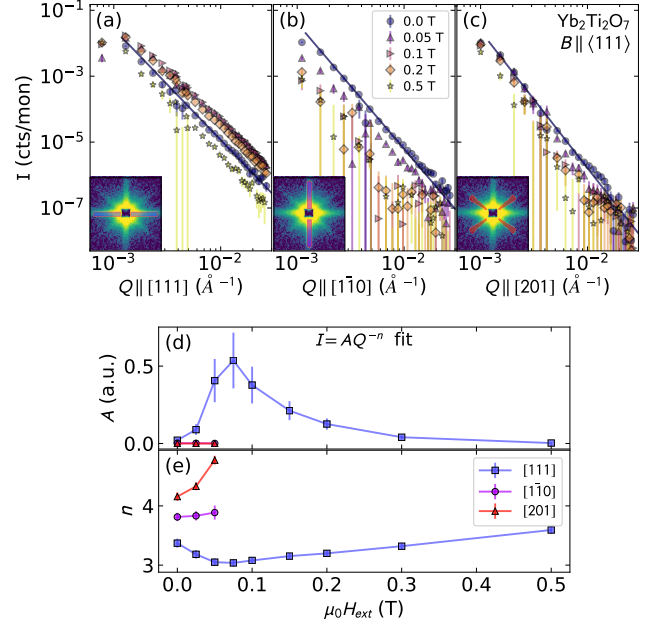 (a) (b) (c) Yb₂Ti₂O₇
B ∥ ⟨111⟩
0.0 T
0.05 T
0.1 T
0.2 T
0.5 T
I (cts/mon)
10⁻¹
10⁻³
10⁻⁵
10⁻⁷
10⁻³ 10⁻² 10⁻³ 10⁻² 10⁻³ 10⁻²
Q∥ [111] (Å⁻¹) Q∥ [11̄0] (Å⁻¹) Q∥ [201] (Å⁻¹)
(d) I = AQ⁻ⁿ fit
A (a.u.)
0.5
0.0
(e)
[111]
[11̄0]
[201]
n
4
3
0.0 0.1 0.2 0.3 0.4 0.5
μ₀Hₑₓₜ (T)